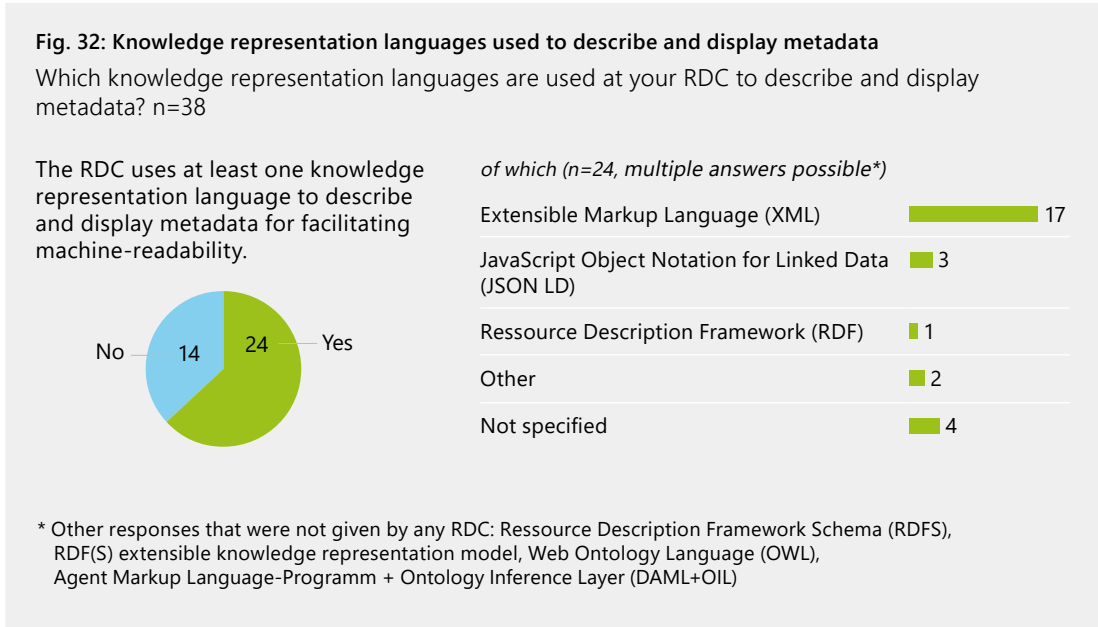 Fig. 32: Knowledge representation languages used to describe and display metadata
Which knowledge representation languages are used at your RDC to describe and display
metadata? n=38
The RDC uses at least one knowledge
representation language to describe
and display metadata for facilitating
machine-readability.
No
14
24
Yes
of which (n=24, multiple answers possible*)
Extensible Markup Language (XML) 17
JavaScript Object Notation for Linked Data 3
(JSON LD)
Ressource Description Framework (RDF) 1
Other 2
Not specified 4
* Other responses that were not given by any RDC: Ressource Description Framework Schema (RDFS),
RDF(S) extensible knowledge representation model, Web Ontology Language (OWL),
Agent Markup Language-Programm + Ontology Inference Layer (DAML+OIL)